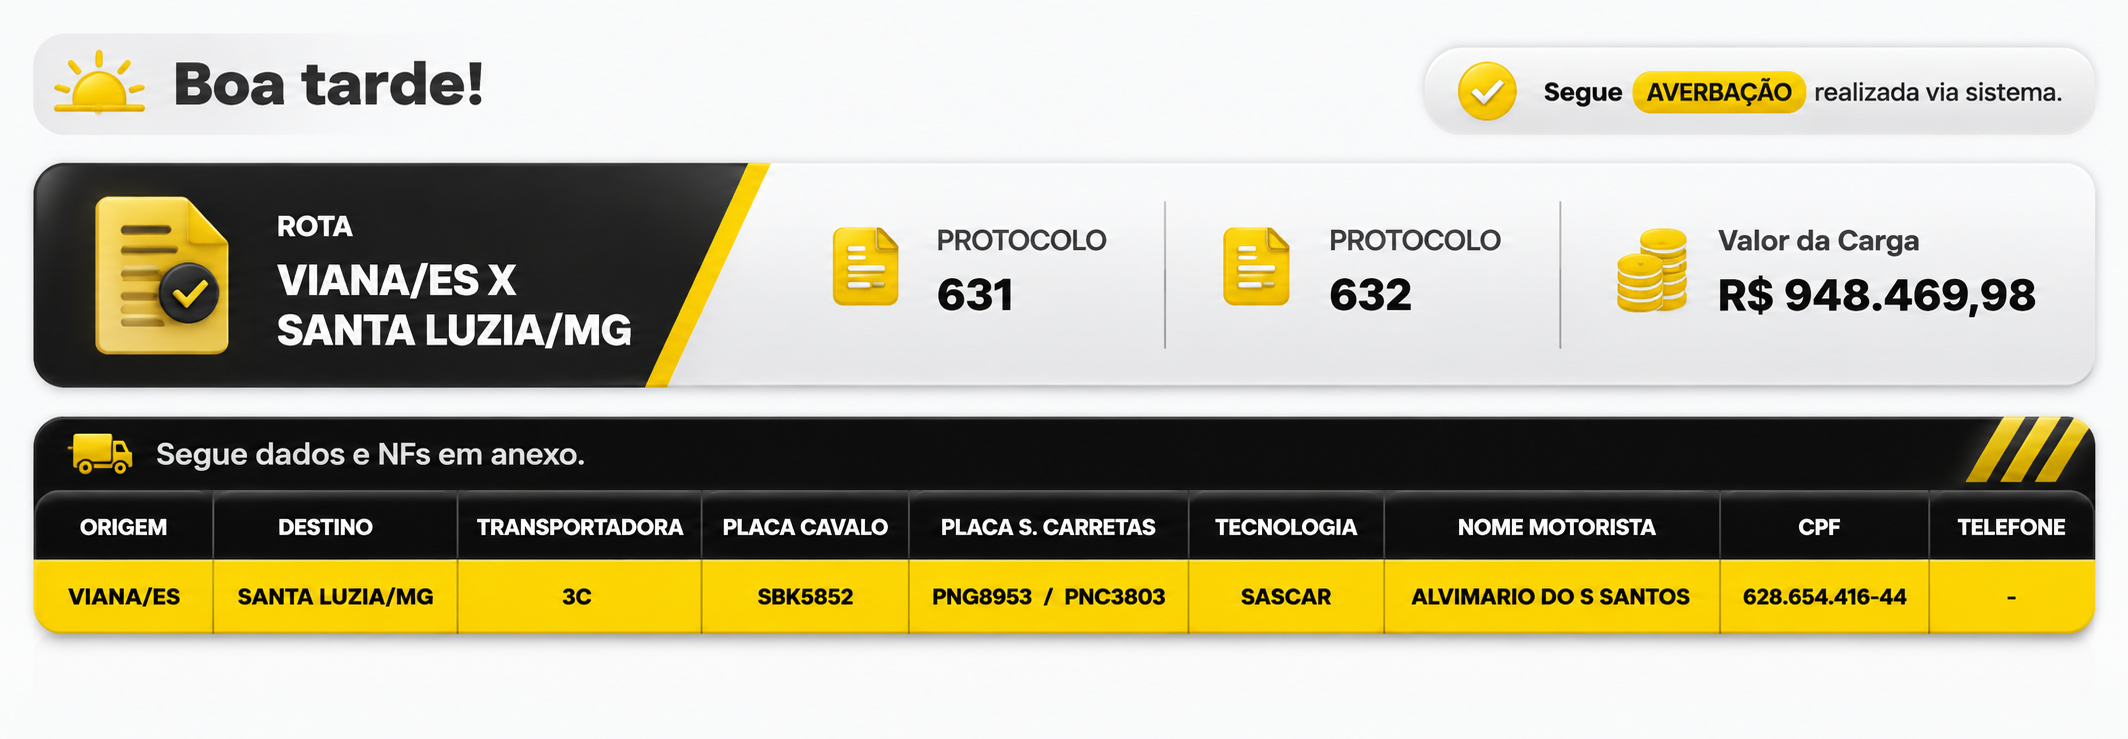 Boa tarde!
Segue AVERBAÇÃO realizada via sistema.
ROTA
VIANA/ES X
SANTA LUZIA/MG
PROTOCOLO
631
PROTOCOLO
632
Valor da Carga
R$ 948.469,98
Segue dados e NFs em anexo.
ORIGEM DESTINO TRANSPORTADORA PLACA CAVALO PLACA S. CARRETAS TECNOLOGIA NOME MOTORISTA CPF TELEFONE
VIANA/ES SANTA LUZIA/MG 3C SBK5852 PNG8953 / PNC3803 SASCAR ALVIMARIO DO S SANTOS 628.654.416-44 -